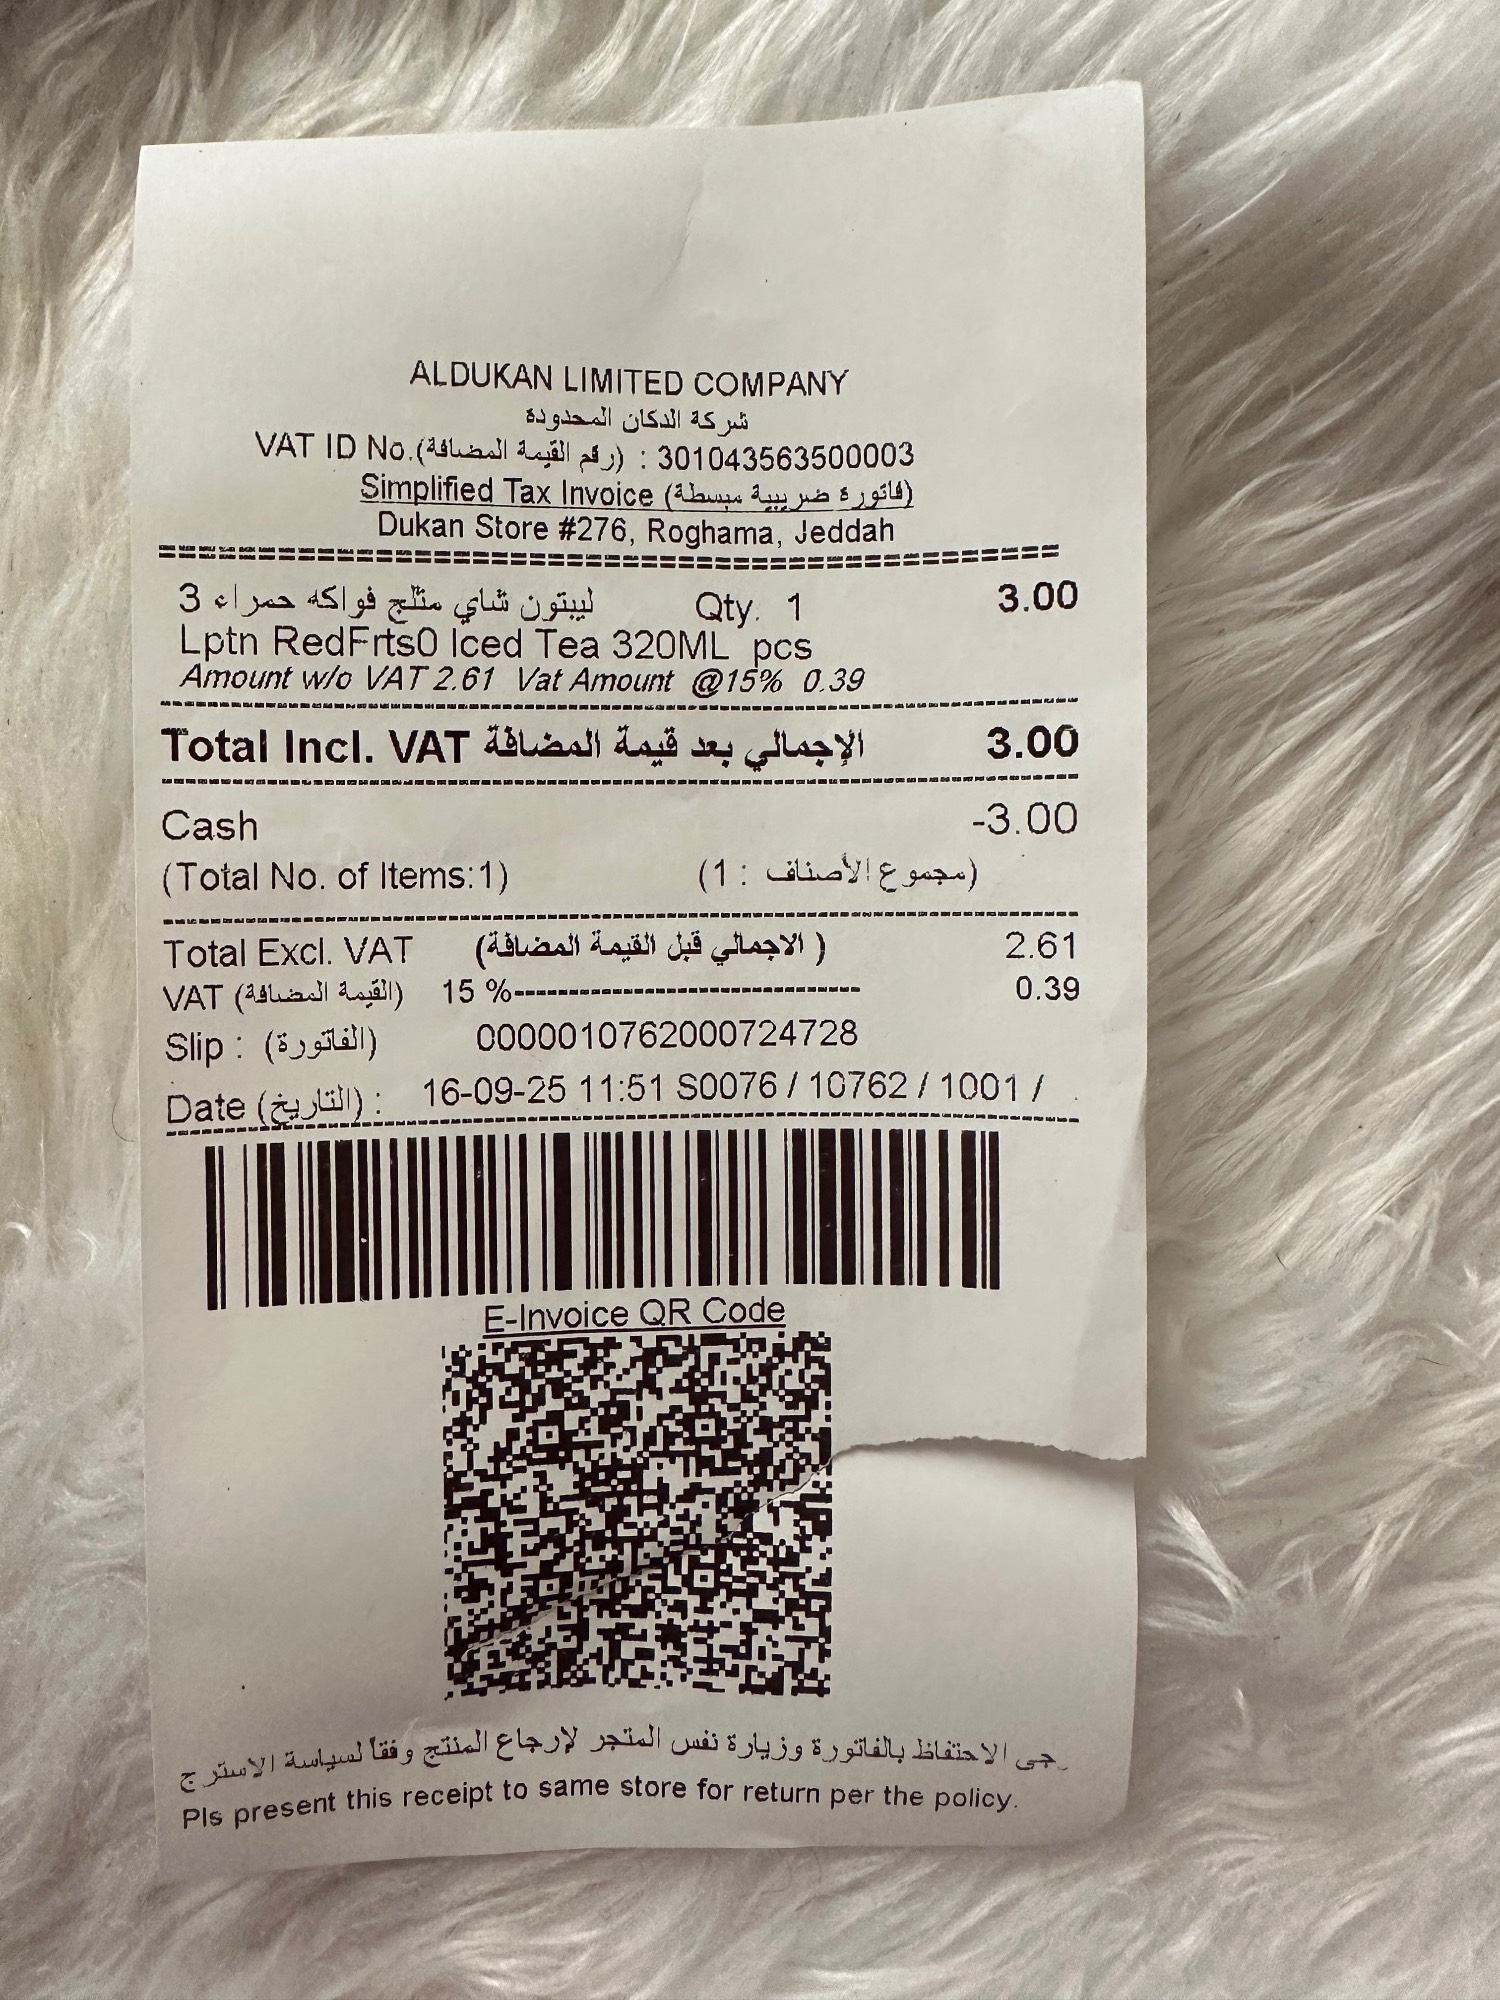 ALDUKAN LIMITED COMPANY
شركة الدكان المحدودة
VAT ID No.(رقم القيمة المضافة) : 301043563500003
Simplified Tax Invoice (فاتورة ضريبية مبسطة)
Dukan Store #276, Roghama, Jeddah
ليبتون شاي مثلج فواكه حمراء 3 Qty. 1 3.00
Lptn RedFrts0 Iced Tea 320ML pcs
Amount w/o VAT 2.61 Vat Amount @15% 0.39
Total Incl. VAT الإجمالي بعد قيمة المضافة 3.00
Cash -3.00
(Total No. of Items:1) (مجموع الأصناف : 1)
Total Excl. VAT (الاجمالي قبل القيمة المضافة ) 2.61
VAT (القيمة المضافة) 15 %------------------------------- 0.39
Slip : (الفاتورة) 0000010762000724728
Date (التاريخ) : 16-09-25 11:51 S0076 / 10762 / 1001 /
E-Invoice QR Code
الاحتفاظ بالفاتورة وزيارة نفس المتجر لإرجاع المنتج وفقاً لسياسة
Pls present this receipt to same store for return per the policy.